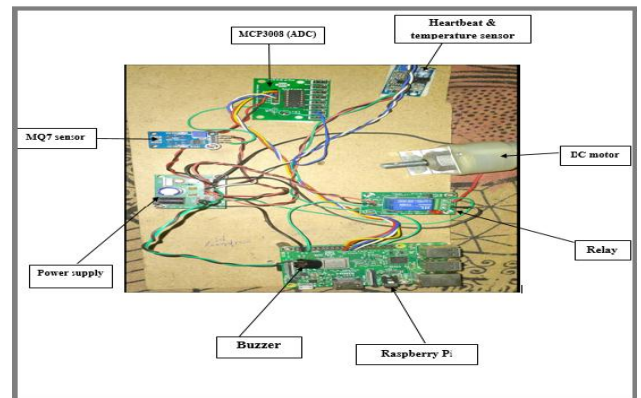 Heartbeat &
temperature sensor
MCP3008 (ADC)
MQ7 sensor
DC motor
Relay
Power supply
Buzzer
Raspberry Pi